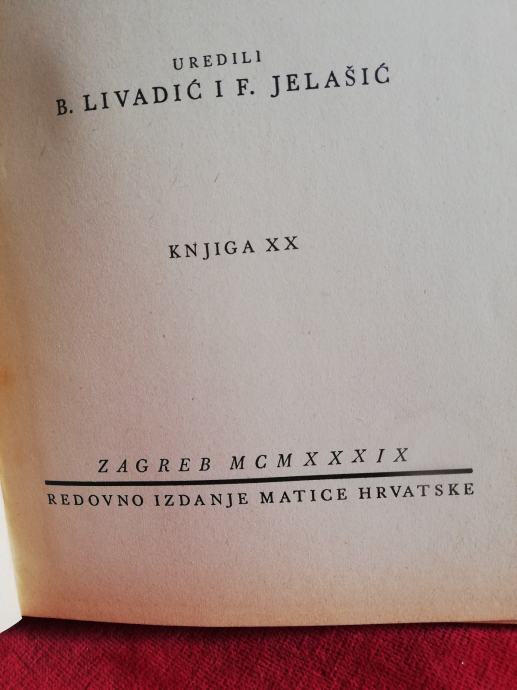 UREDILI
B. LIVADIĆ I F. JELAŠIĆ
KNJIGA XX
ZAGREB MCMXXXIX
REDOVNO IZDANJE MATICE HRVATSKE